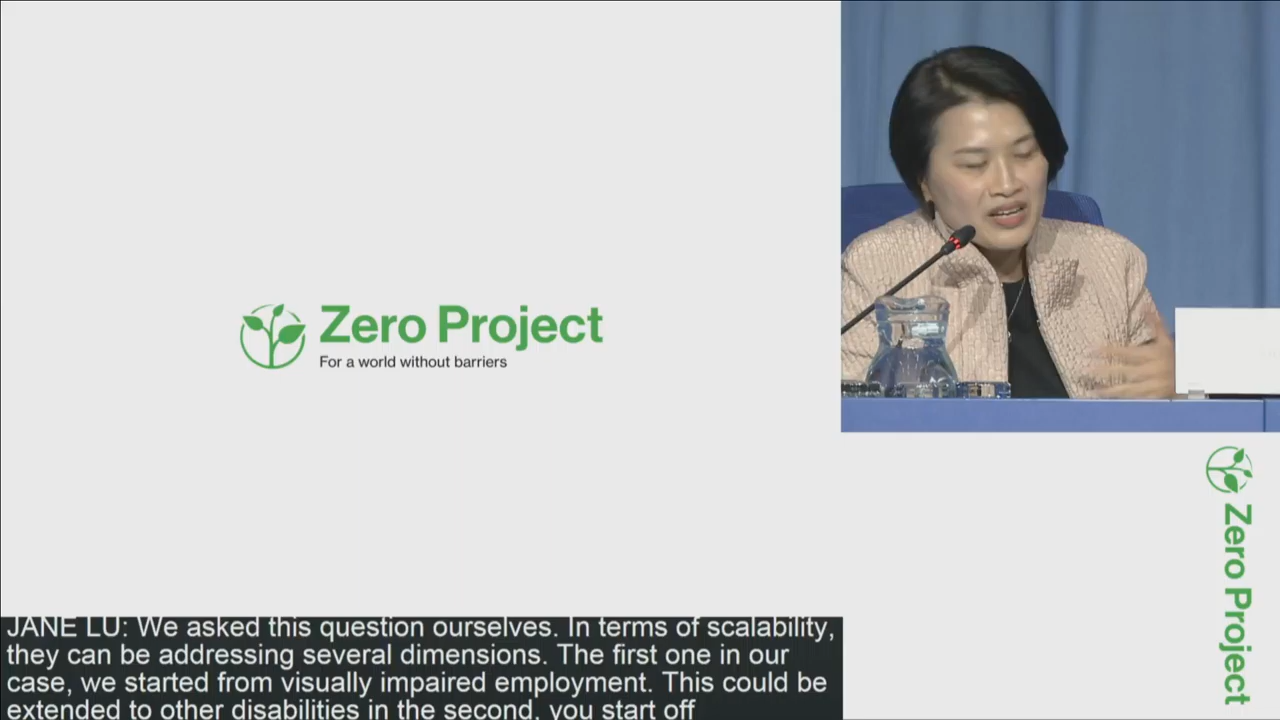 Zero Project
For a world without barriers
Zero Project
JANE LU: We asked this question ourselves. In terms of scalability,
they can be addressing several dimensions. The first one in our
case, we started from visually impaired employment. This could be
extended to other disabilities in the second, you start off